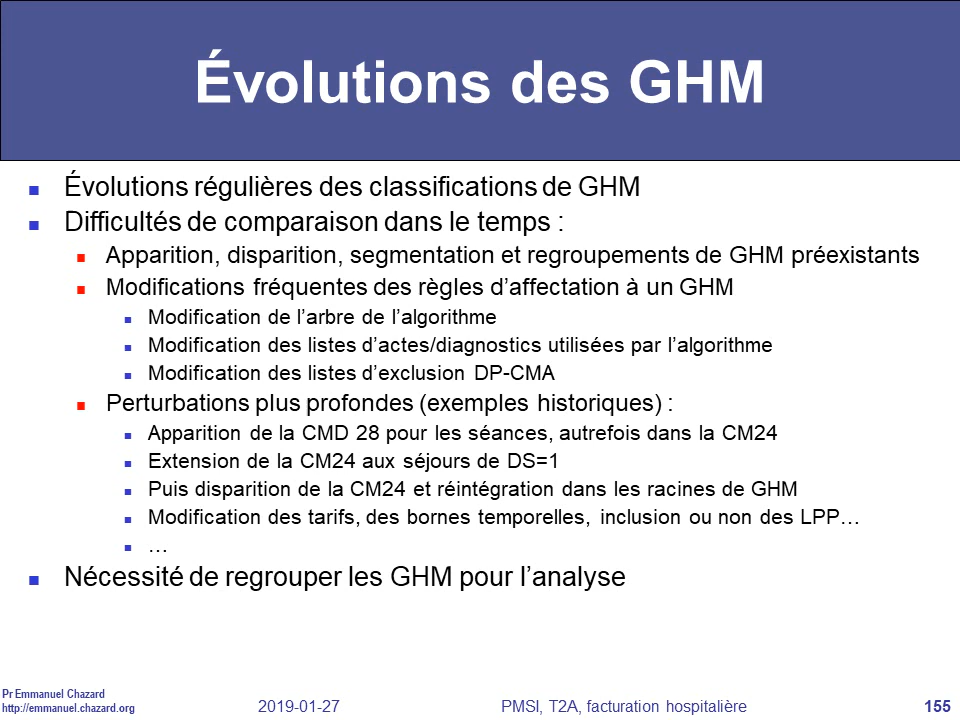 Évolutions des GHM
Évolutions régulières des classifications de GHM
Difficultés de comparaison dans le temps :
Apparition, disparition, segmentation et regroupements de GHM préexistants
Modifications fréquentes des règles d’affectation à un GHM
Modification de l’arbre de l’algorithme
Modification des listes d’actes/diagnostics utilisées par l’algorithme
Modification des listes d’exclusion DP-CMA
Perturbations plus profondes (exemples historiques) :
Apparition de la CMD 28 pour les séances, autrefois dans la CM24
Extension de la CM24 aux séjours de DS=1
Puis disparition de la CM24 et réintégration dans les racines de GHM
Modification des tarifs, des bornes temporelles, inclusion ou non des LPP…
…
Nécessité de regrouper les GHM pour l’analyse
Pr Emmanuel Chazard
http://emmanuel.chazard.org
2019-01-27
PMSI, T2A, facturation hospitalière
155